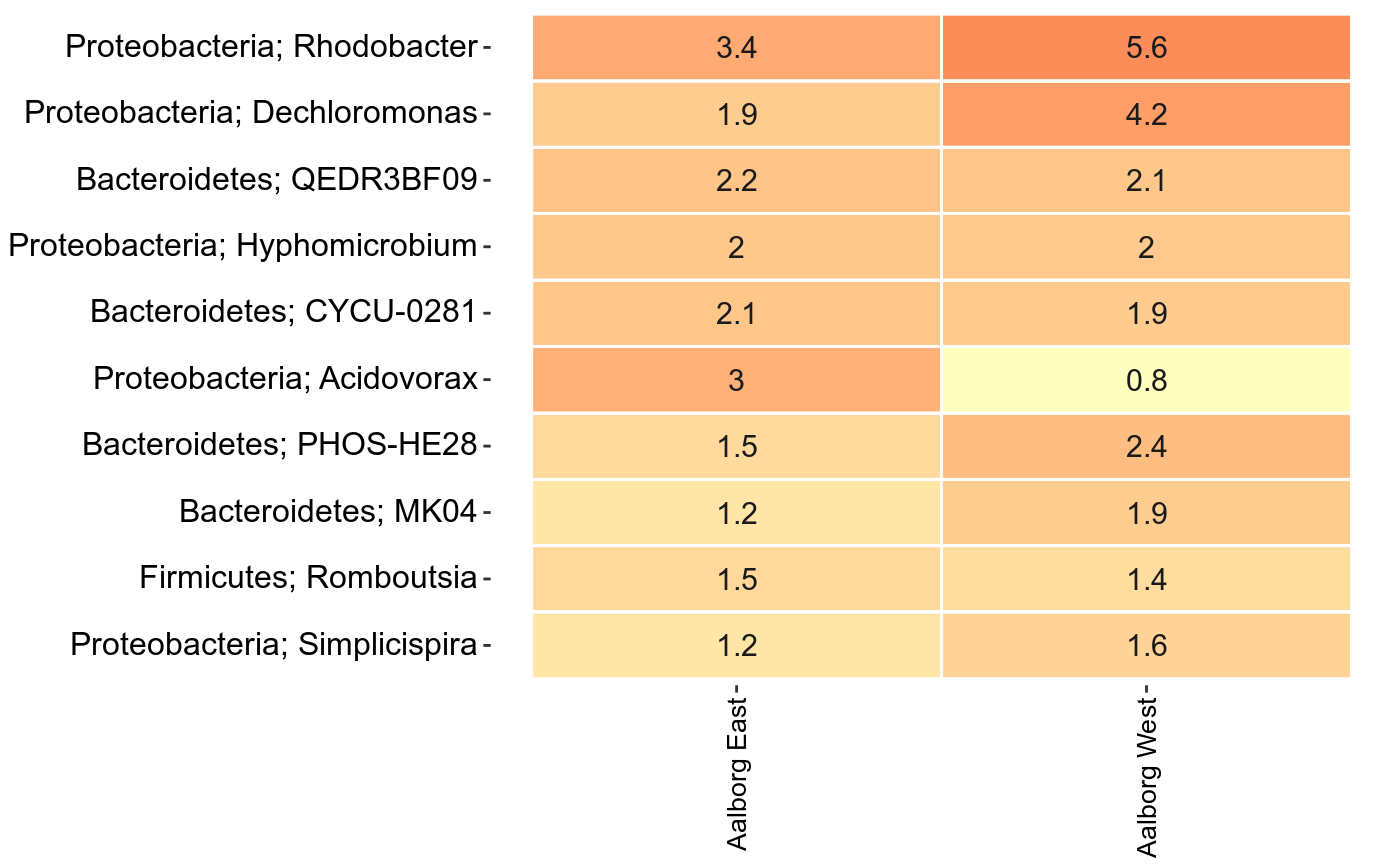 Proteobacteria; Rhodobacter 3.4 5.6
Proteobacteria; Dechloromonas 1.9 4.2
Bacteroidetes; QEDR3BF09 2.2 2.1
Proteobacteria; Hyphomicrobium 2 2
Bacteroidetes; CYCU-0281 2.1 1.9
Proteobacteria; Acidovorax 3 0.8
Bacteroidetes; PHOS-HE28 1.5 2.4
Bacteroidetes; MK04 1.2 1.9
Firmicutes; Romboutsia 1.5 1.4
Proteobacteria; Simplicispira 1.2 1.6
Aalborg East
Aalborg West